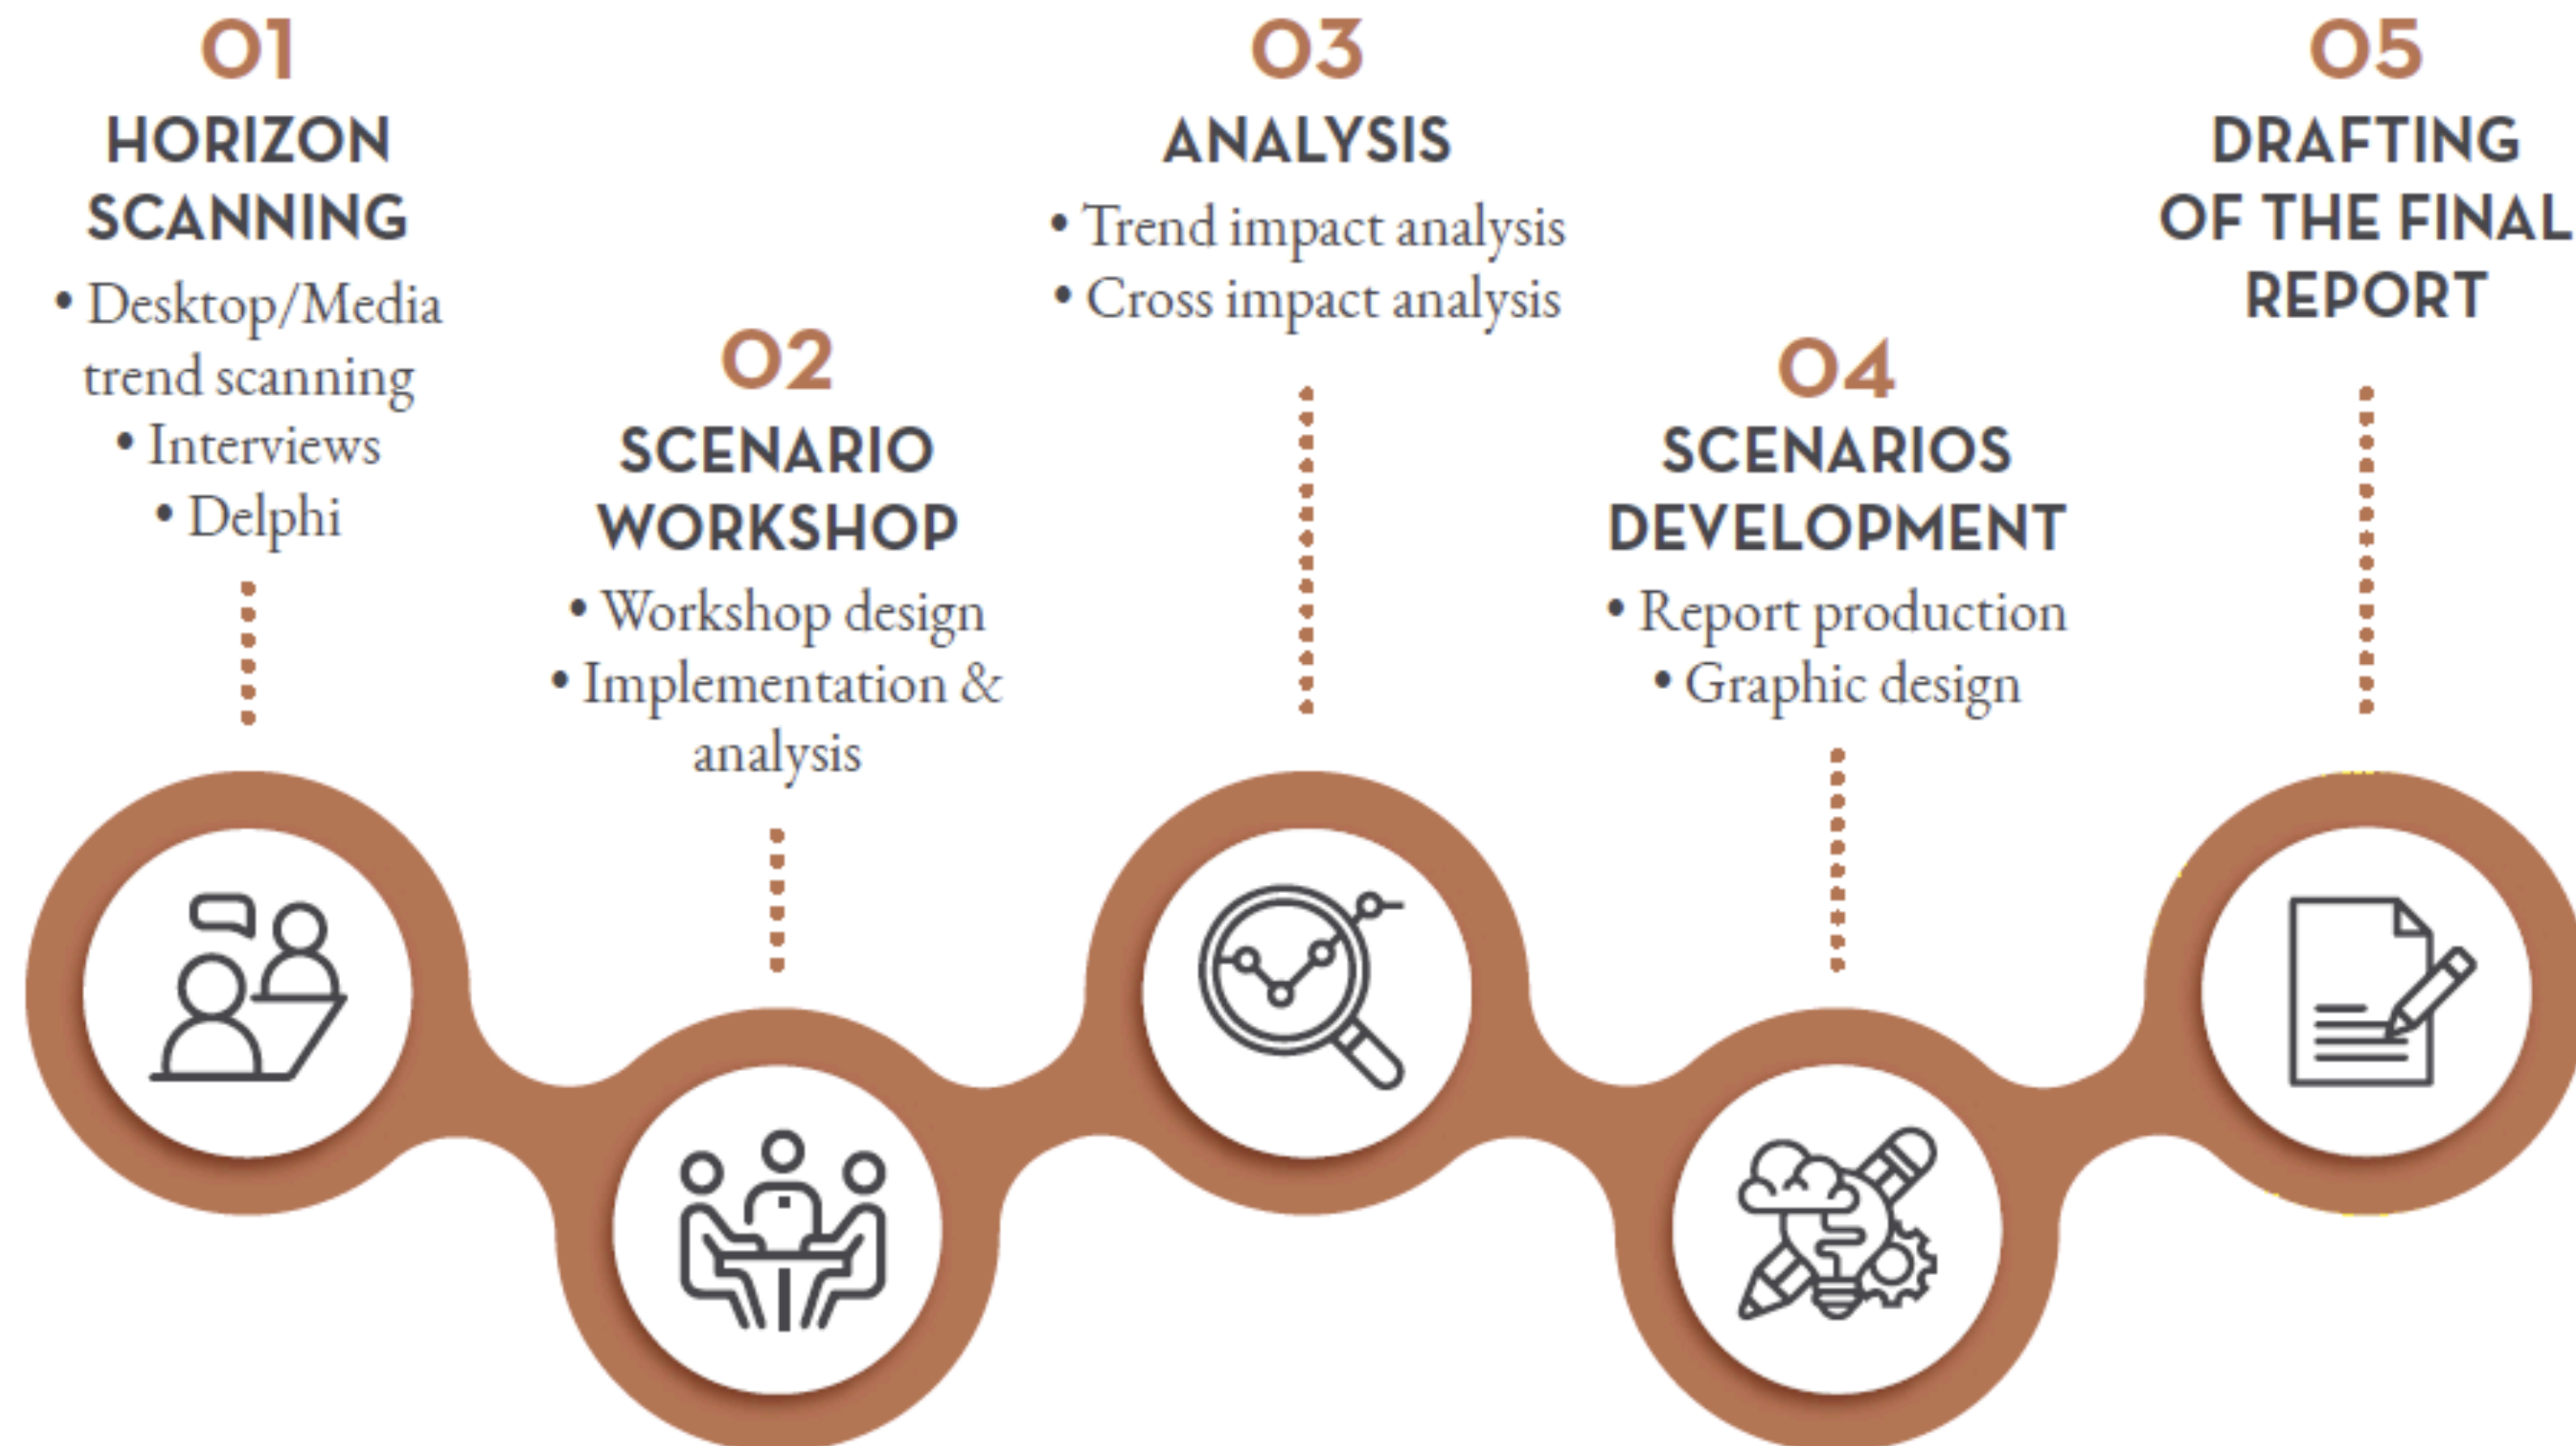 01
HORIZON
SCANNING
• Desktop/Media
trend scanning
• Interviews
• Delphi
02
SCENARIO
WORKSHOP
• Workshop design
• Implementation &
analysis
03
ANALYSIS
• Trend impact analysis
• Cross impact analysis
04
SCENARIOS
DEVELOPMENT
• Report production
• Graphic design
05
DRAFTING
OF THE FINAL
REPORT